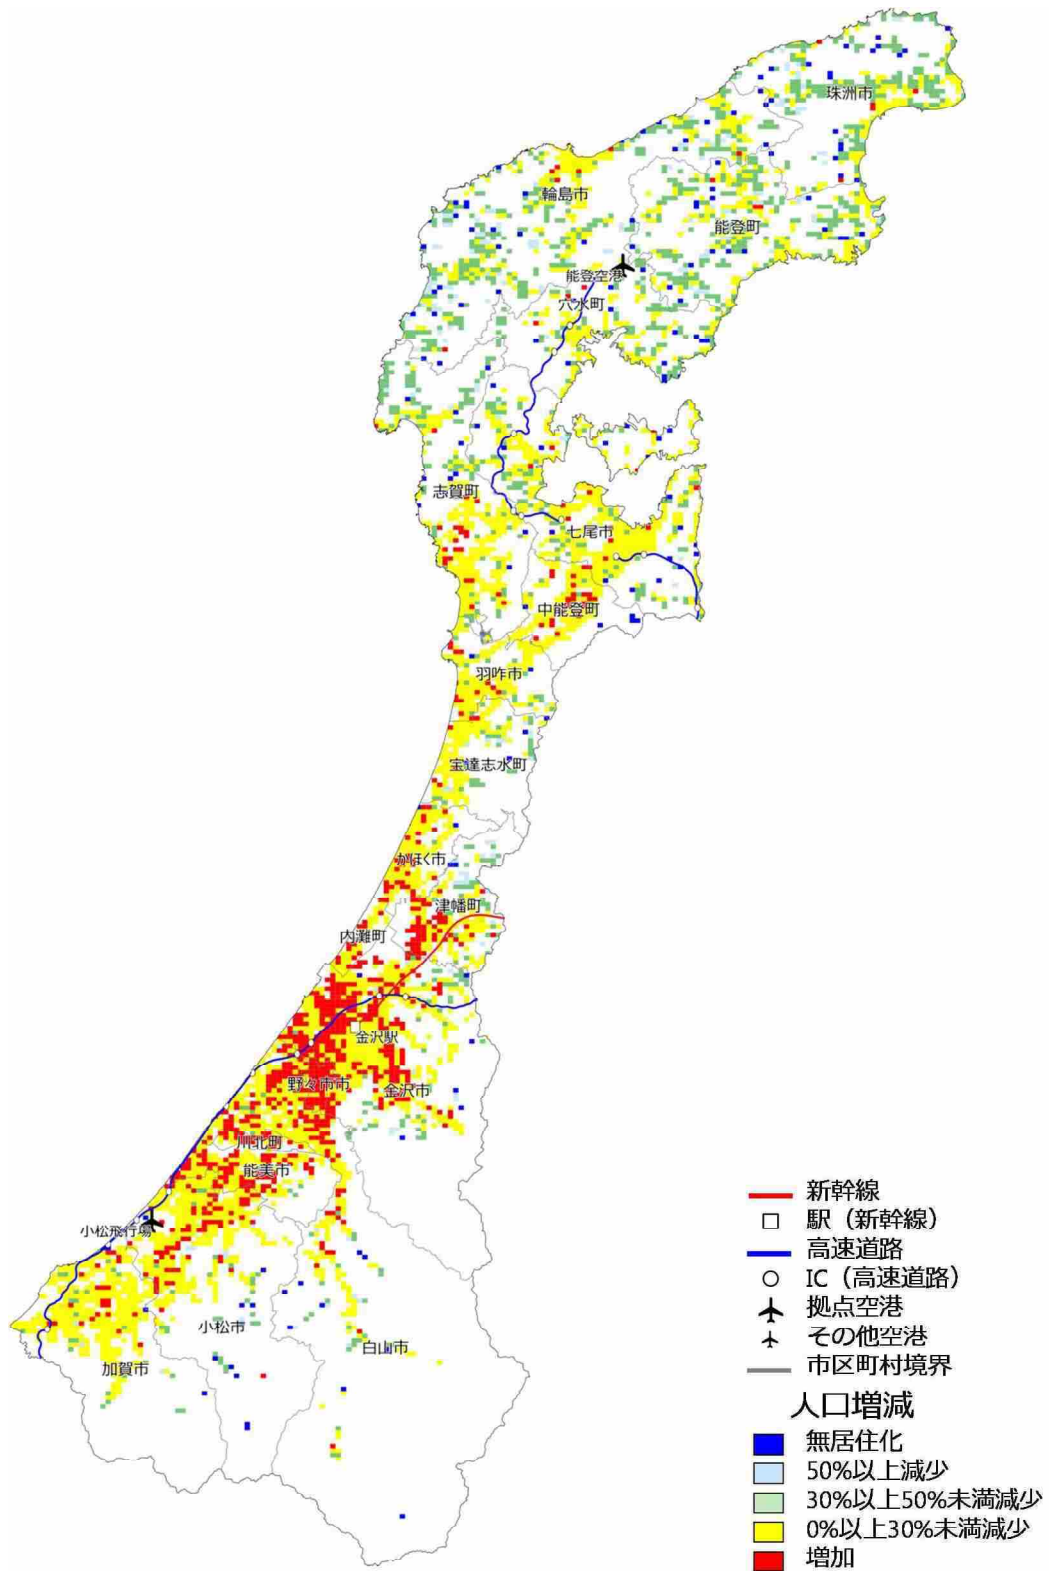 珠洲市
輪島市
能登町
能登空港
穴水町
志賀町
七尾市
中能登町
羽咋市
宝達志水町
かほく市
津幡町
内灘町
金沢駅
野々市市
金沢市
川北町
能美市
小松飛行場
小松市
白山市
加賀市
新幹線
駅（新幹線）
高速道路
IC（高速道路）
拠点空港
その他空港
市区町村境界
人口増減
無居住化
50%以上減少
30%以上50%未満減少
0%以上30%未満減少
増加